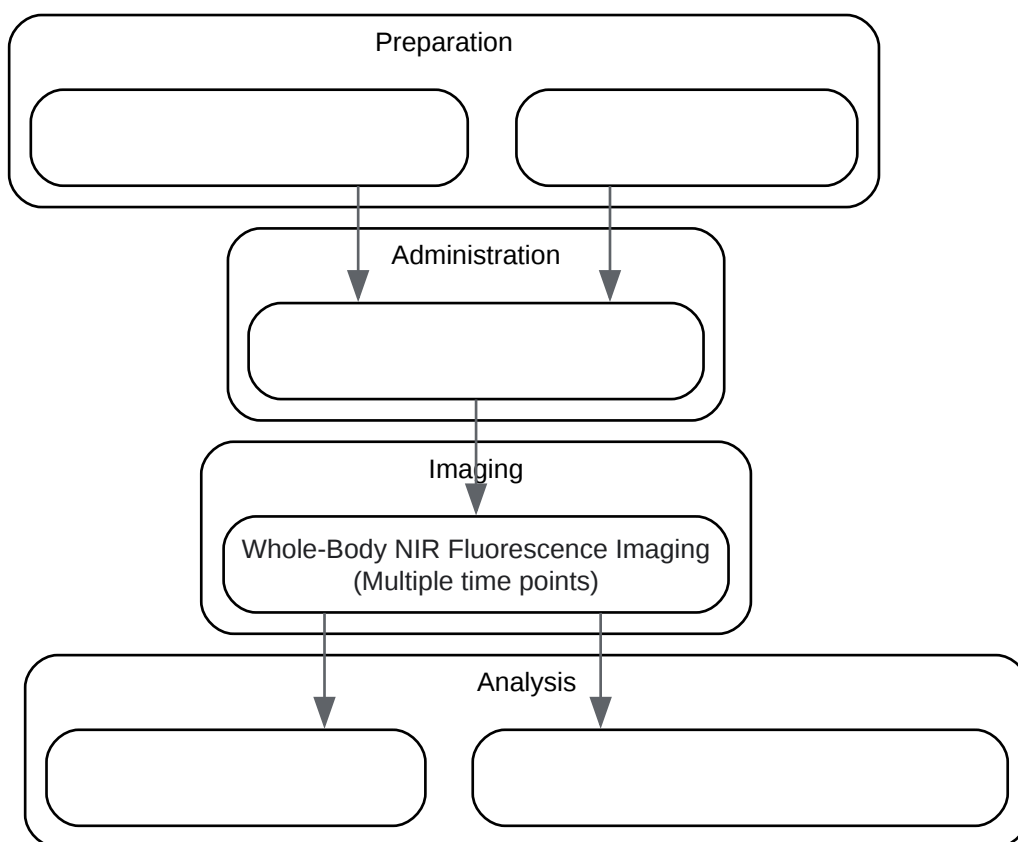 Preparation
Administration
Imaging
Whole-Body NIR Fluorescence Imaging
(Multiple time points)
Analysis